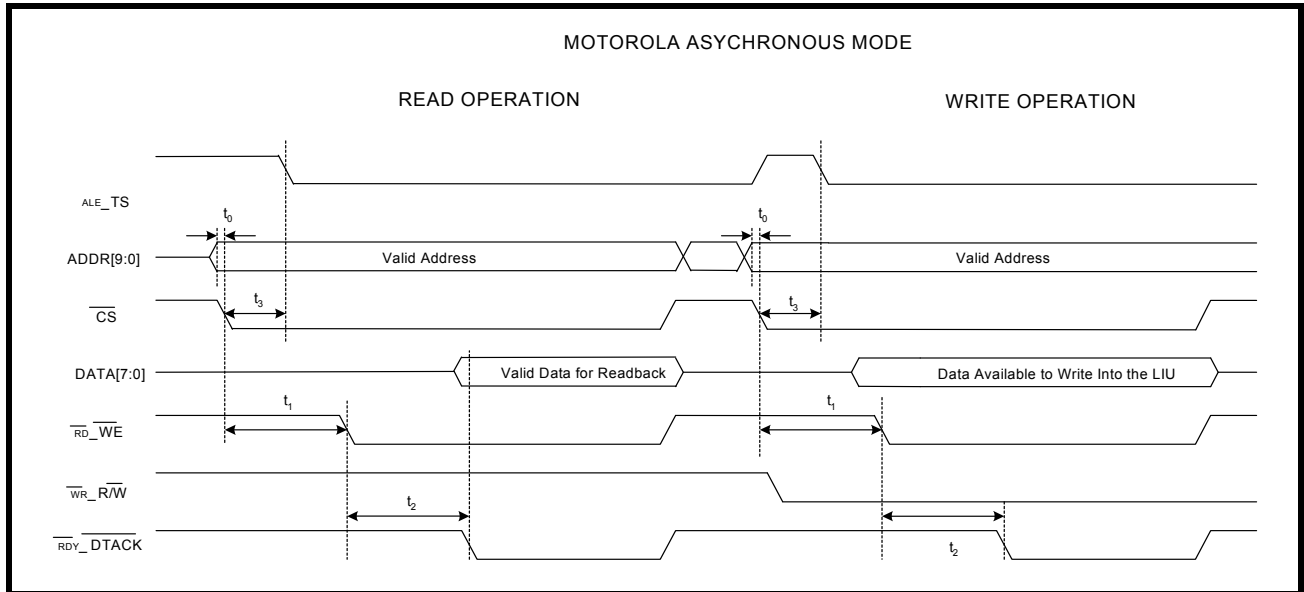 MOTOROLA ASYCHRONOUS MODE
READ OPERATION
WRITE OPERATION
ALE_TS
t0
t0
ADDR[9:0]
Valid Address
Valid Address
CS
t3
t3
DATA[7:0]
Valid Data for Readback
Data Available to Write Into the LIU
t1
t1
RD_WE
WR_R/W
t2
RDY_DTACK
t2